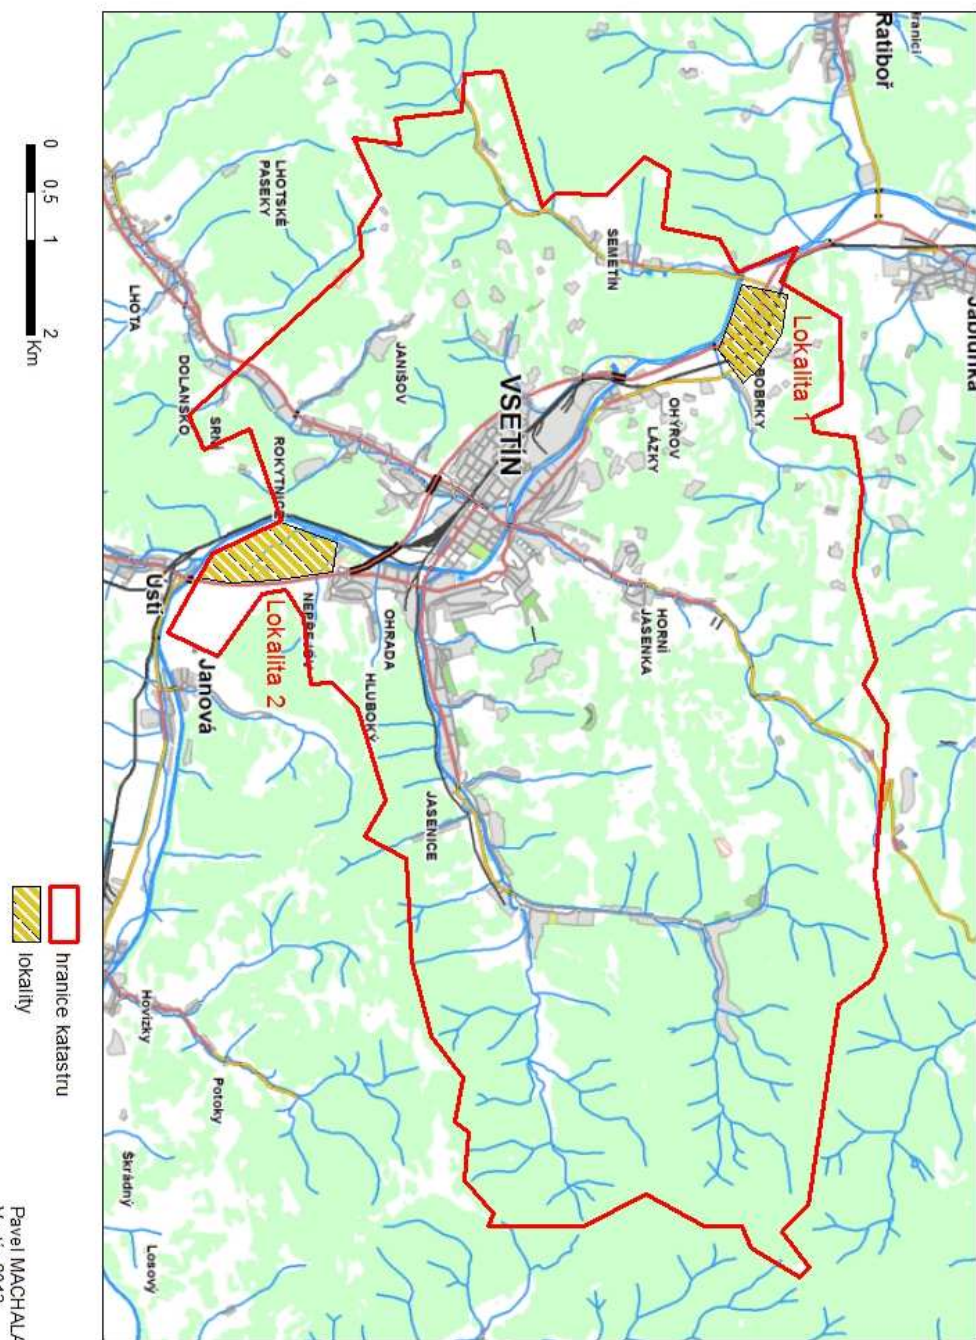 Ratiboř
Hranici
Jablůnka
Lokalita 1
BOBRKY
SEMETÍN
OHÝŘOV
LÁZKY
LHOTSKÉ
PASEKY
LHOTA
JANIŠOV
DOLANSKO
SRNÍ
VSETÍN
ROKYTNICE
HORNÍ
JASENKA
OHRADA
HLUBOKÝ
Lokalita 2
Ústí
Janová
JASENICE
Hovízky
Potoky
Škrádný
Losový
0
0,5
1
2
Km
hranice katastru
lokality
Pavel MACHALA